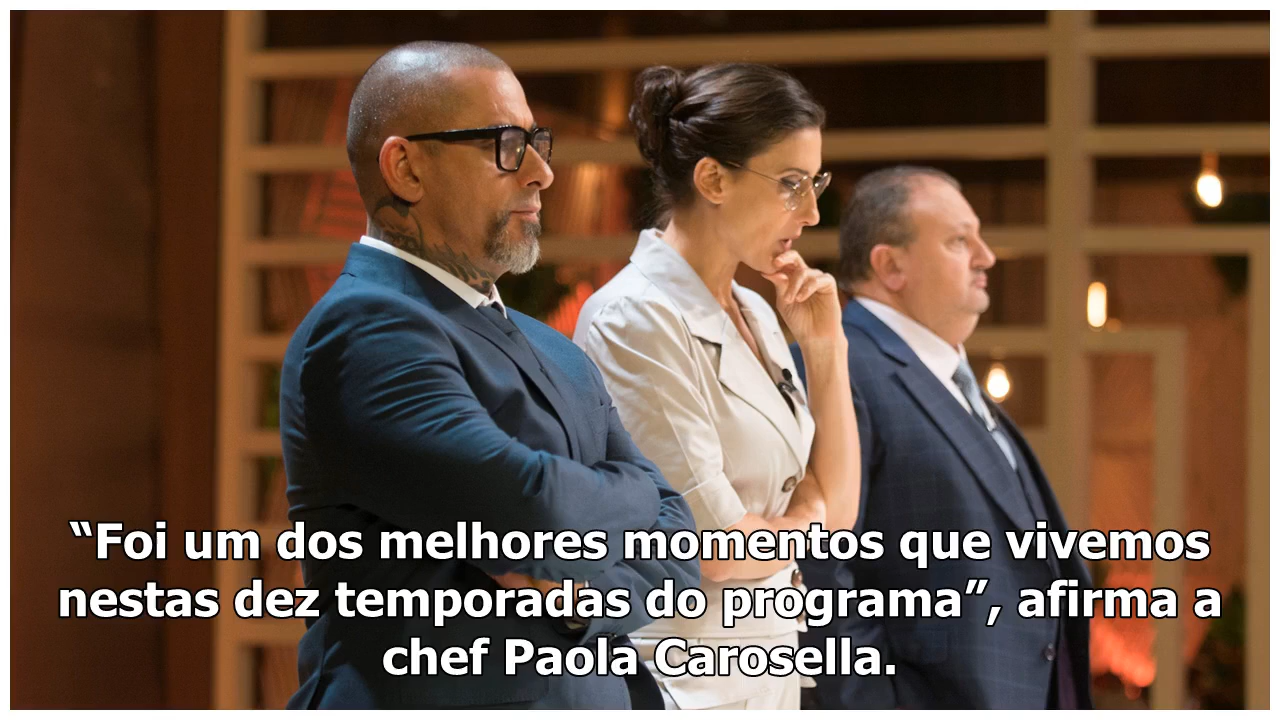 “Foi um dos melhores momentos que vivemos
nestas dez temporadas do programa”, afirma a
chef Paola Carosella.